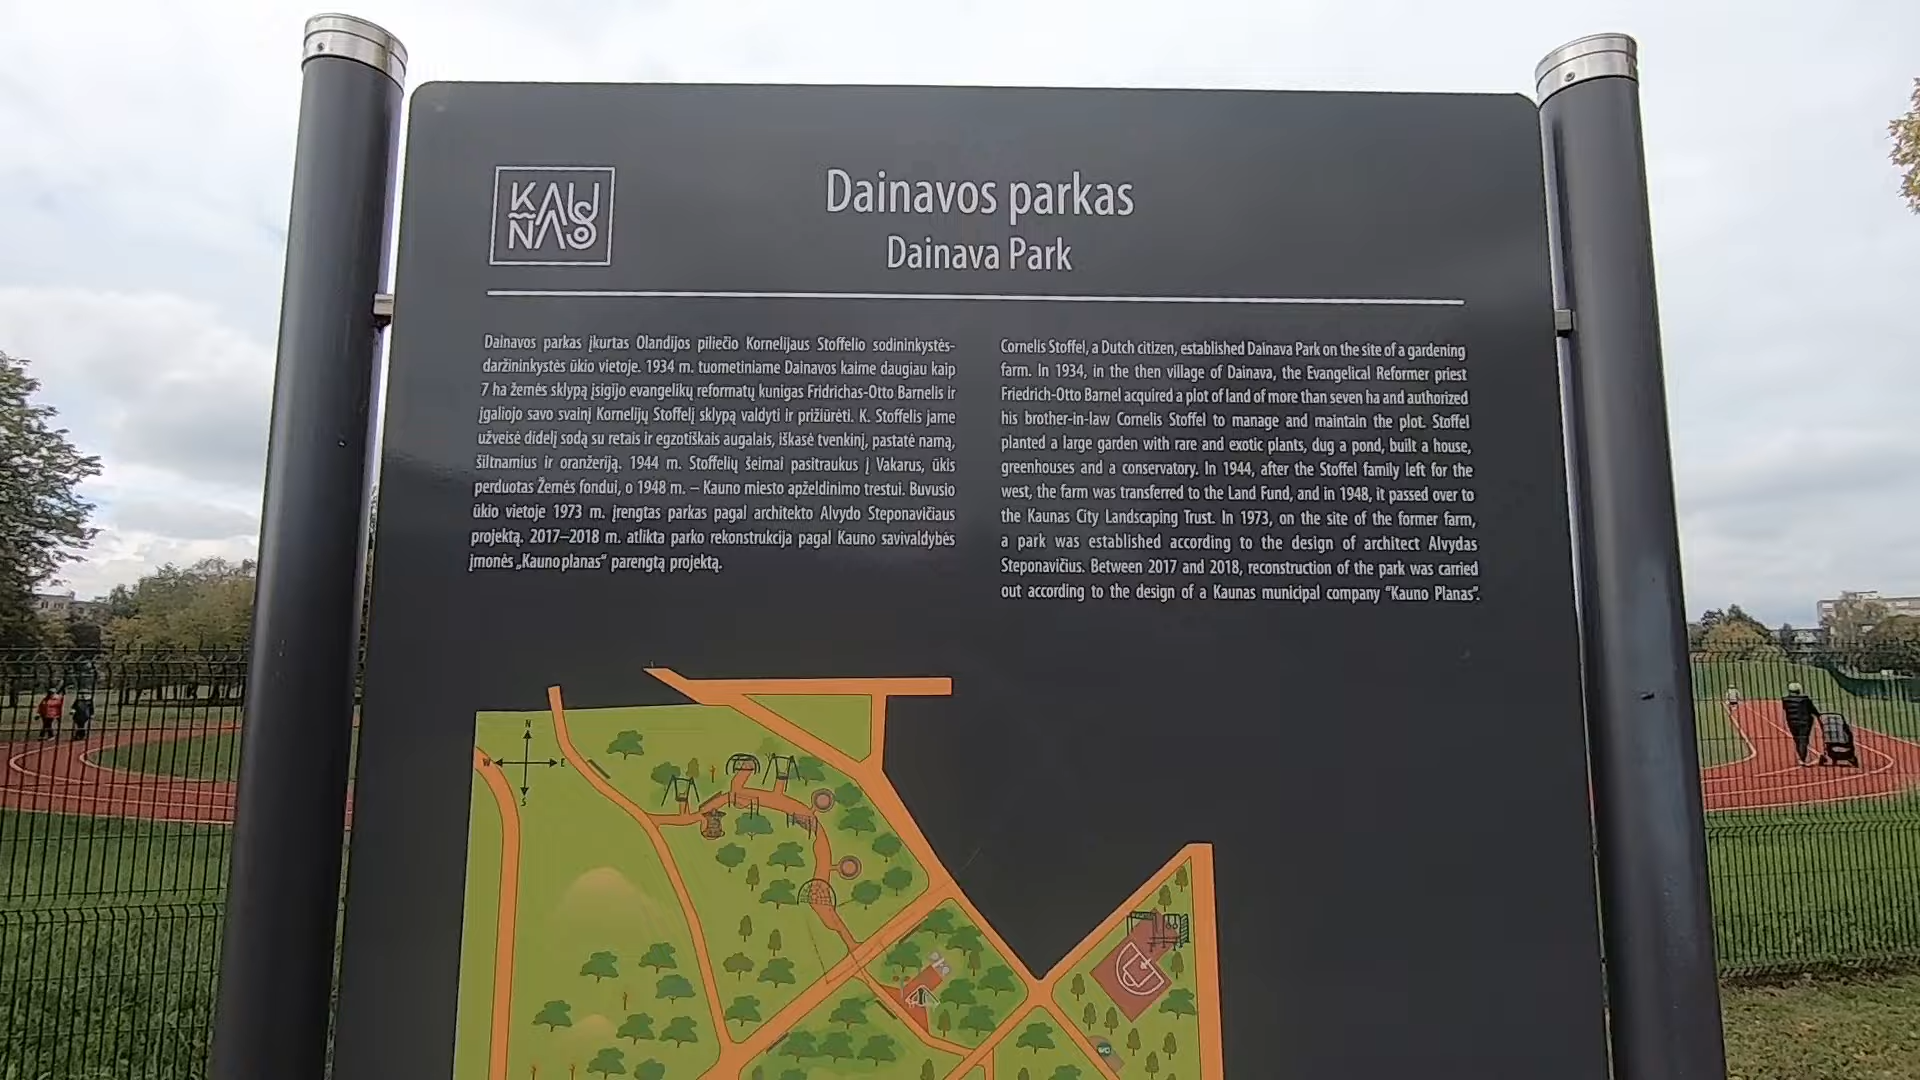 KAU
NAS
Dainavos parkas
Dainava Park
Dainavos parkas įkurtas Olandijos piliečio Kornelijaus Stoffelio sodininkystės-
daržininkystės ūkio vietoje. 1934 m. tuometiniame Dainavos kaime daugiau kaip
7 ha žemės sklypą įsigijo evangelikų reformatų kunigas Fridrichas-Otto Barnelis ir
įgaliojo savo svainį Kornelijų Stoffelį sklypą valdyti ir prižiūrėti. K. Stoffelis jame
užveisė didelį sodą su retais ir egzotiškais augalais, iškasė tvenkinį, pastatė namą,
šiltnamius ir oranžeriją. 1944 m. Stoffelių šeimai pasitraukus į Vakarus, ūkis
perduotas Žemės fondui, o 1948 m. – Kauno miesto apželdinimo trestui. Buvusio
ūkio vietoje 1973 m. įrengtas parkas pagal architekto Alvydo Steponavičiaus
projektą. 2017–2018 m. atlikta parko rekonstrukcija pagal Kauno savivaldybės
įmonės „Kauno planas“ parengtą projektą.
Cornelis Stoffel, a Dutch citizen, established Dainava Park on the site of a gardening
farm. In 1934, in the then village of Dainava, the Evangelical Reformer priest
Friedrich-Otto Barnel acquired a plot of land of more than seven ha and authorized
his brother-in-law Cornelis Stoffel to manage and maintain the plot. Stoffel
planted a large garden with rare and exotic plants, dug a pond, built a house,
greenhouses and a conservatory. In 1944, after the Stoffel family left for the
west, the farm was transferred to the Land Fund, and in 1948, it passed over to
the Kaunas City Landscaping Trust. In 1973, on the site of the former farm,
a park was established according to the design of architect Alvydas
Steponavičius. Between 2017 and 2018, reconstruction of the park was carried
out according to the design of a Kaunas municipal company “Kauno Planas”.
N
W E
S